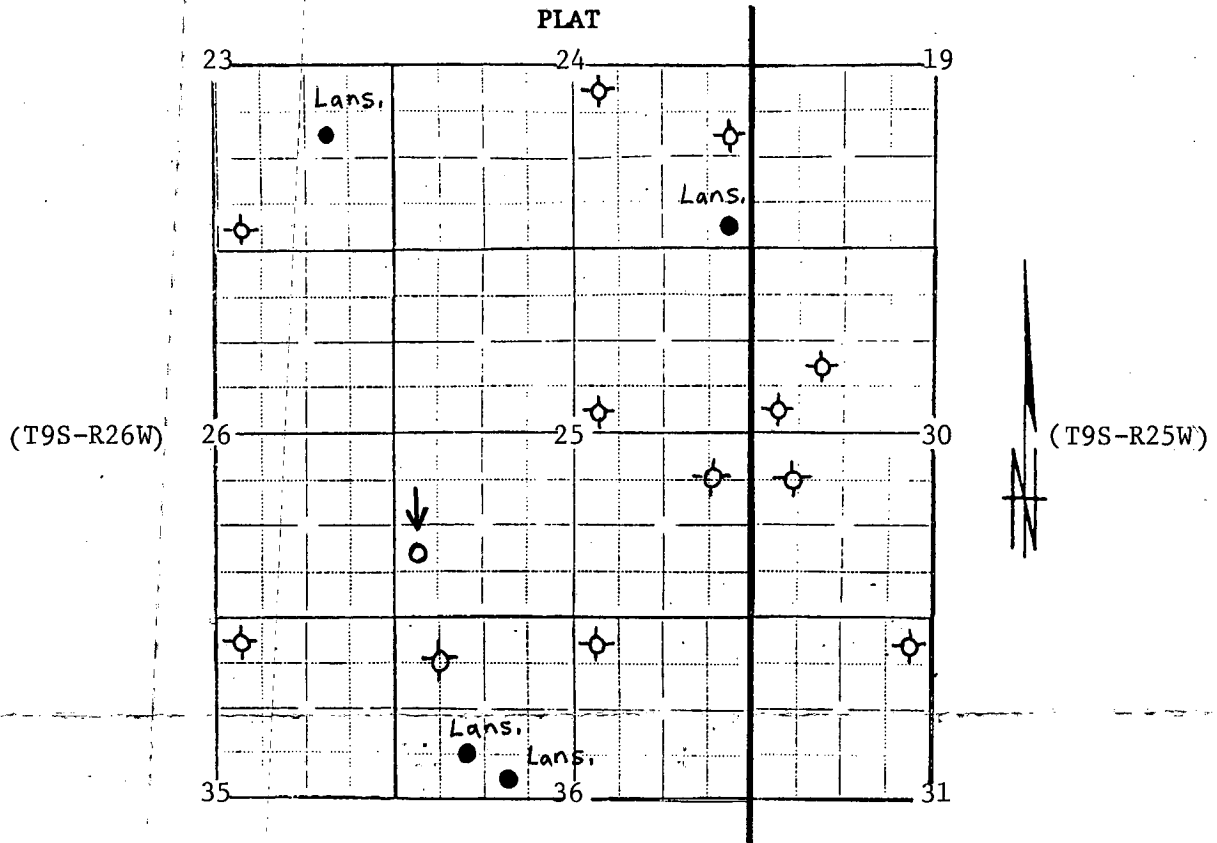 PLAT
23 24 19
Lans.
Lans.
(T9S-R26W) 26 25 30 (T9S-R25W)
N
Lans.
Lans.
35 36 31